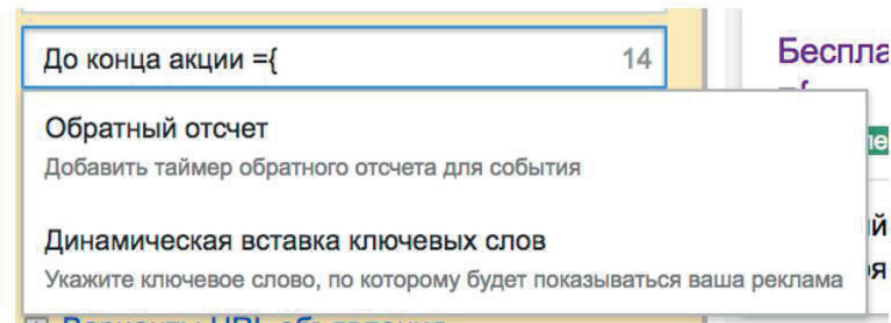 До конца акции ={ 14
Обратный отсчет
Добавить таймер обратного отсчета для события
Динамическая вставка ключевых слов
Укажите ключевое слово, по которому будет показываться ваша реклама